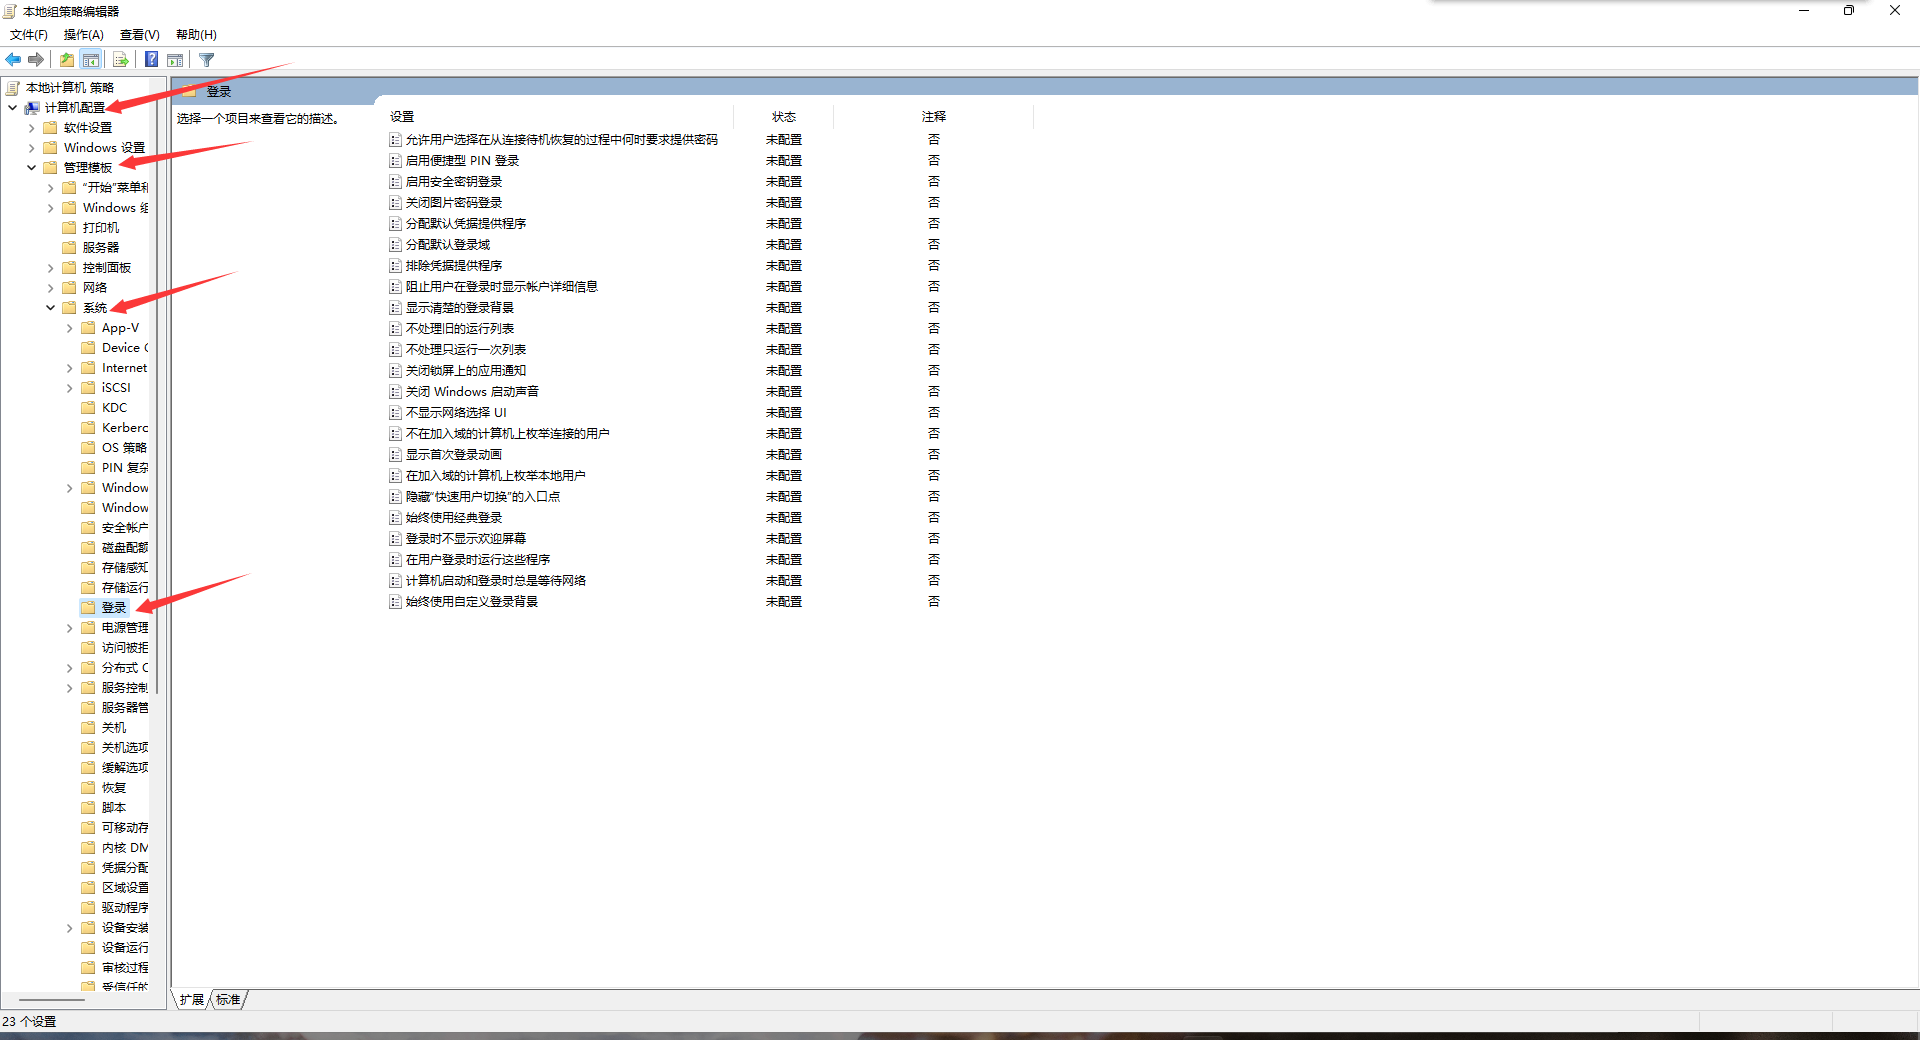 本地组策略编辑器
文件(F) 操作(A) 查看(V) 帮助(H)
本地计算机 策略
计算机配置
软件设置
Windows 设置
管理模板
“开始”菜单和
Windows 组
打印机
服务器
控制面板
网络
系统
App-V
Device
Internet
iSCSI
KDC
Kerberc
OS 策略
PIN 复杂
Window
Window
安全帐户
磁盘配额
存储感知
存储运行
登录
电源管理
访问被拒
分布式 C
服务控制
服务器管
关机
关机选项
缓解选项
恢复
脚本
可移动存
内核 DM
凭据分配
区域设置
驱动程序
设备安装
设备运行
审核过程
受信任的
登录
选择一个项目来查看它的描述。
设置 状态 注释
允许用户选择在从连接待机恢复的过程中何时要求提供密码 未配置 否
启用便捷型 PIN 登录 未配置 否
启用安全密钥登录 未配置 否
关闭图片密码登录 未配置 否
分配默认凭据提供程序 未配置 否
分配默认登录域 未配置 否
排除凭据提供程序 未配置 否
阻止用户在登录时显示帐户详细信息 未配置 否
显示清楚的登录背景 未配置 否
不处理旧的运行列表 未配置 否
不处理只运行一次列表 未配置 否
关闭锁屏上的应用通知 未配置 否
关闭 Windows 启动声音 未配置 否
不显示网络选择 UI 未配置 否
不在加入域的计算机上枚举连接的用户 未配置 否
显示首次登录动画 未配置 否
在加入域的计算机上枚举本地用户 未配置 否
隐藏“快速用户切换”的入口点 未配置 否
始终使用经典登录 未配置 否
登录时不显示欢迎屏幕 未配置 否
在用户登录时运行这些程序 未配置 否
计算机启动和登录时总是等待网络 未配置 否
始终使用自定义登录背景 未配置 否
扩展 标准
23 个设置